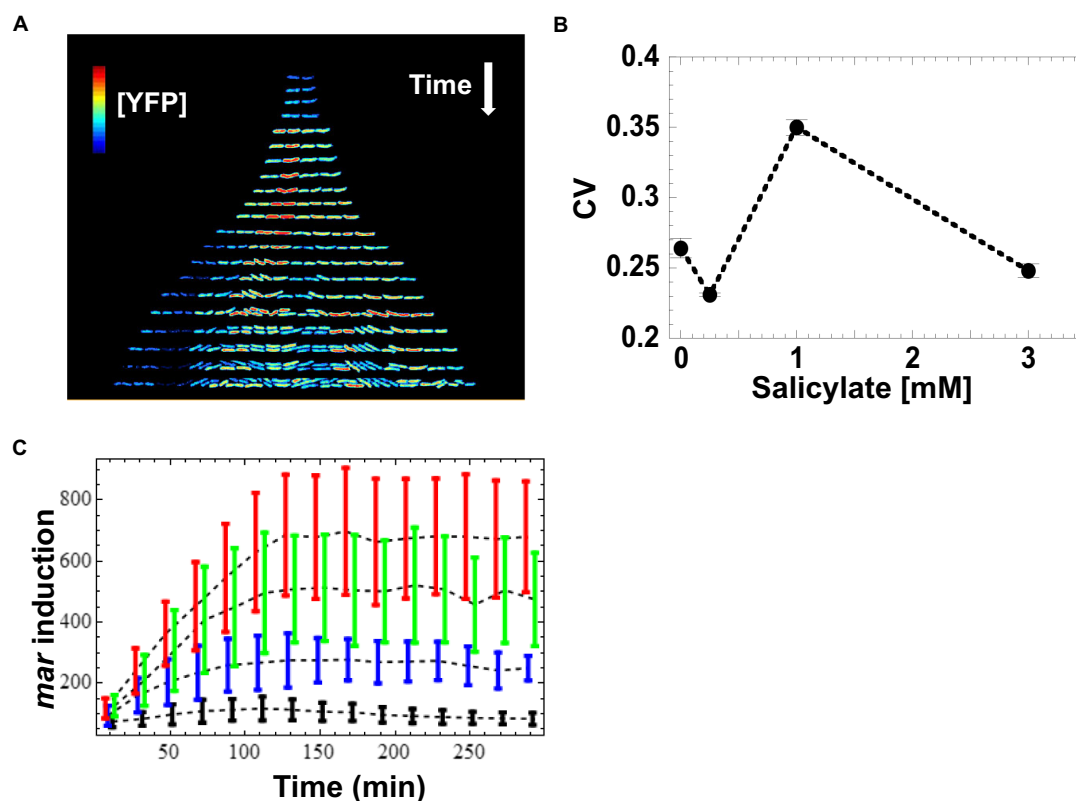 A
[YFP]
Time
B
CV
0.4
0.35
0.3
0.25
0.2
0 1 2 3
Salicylate [mM]
C
mar induction
800
600
400
200
50 100 150 200 250
Time (min)